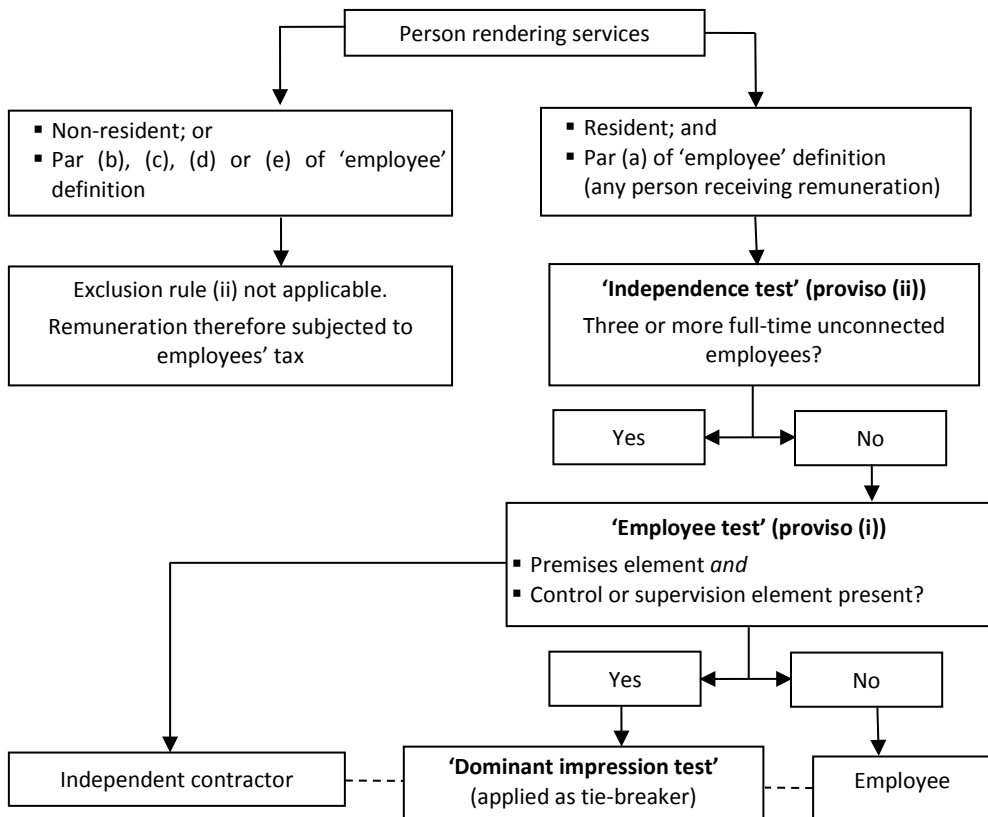 Person rendering services
▪ Non-resident; or
▪ Par (b), (c), (d) or (e) of ‘employee’
definition
▪ Resident; and
▪ Par (a) of ‘employee’ definition
(any person receiving remuneration)
Exclusion rule (ii) not applicable.
Remuneration therefore subjected to
employees’ tax
‘Independence test’ (proviso (ii))
Three or more full-time unconnected
employees?
Yes
No
‘Employee test’ (proviso (i))
▪ Premises element and
▪ Control or supervision element present?
Yes
No
Independent contractor
‘Dominant impression test’
(applied as tie-breaker)
Employee